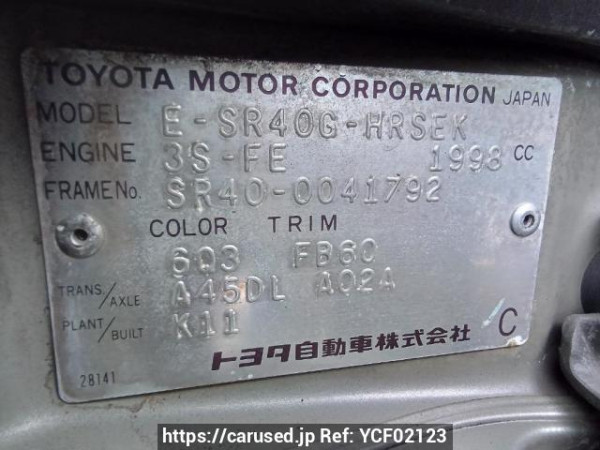 TOYOTA MOTOR CORPORATION JAPAN
MODEL E-SR40G-HRSEK
ENGINE 3S-FE 1998 CC
FRAME No. SR40-0041792
COLOR TRIM
6Q3 FB60
TRANS/AXLE A45DL A02A
PLANT/BUILT K11
トヨタ自動車株式会社 C
28141
https://carused.jp Ref: YCF02123